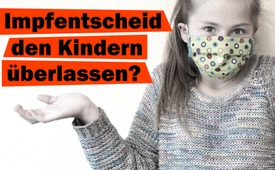 Impfentscheid
den Kindern
überlassen?